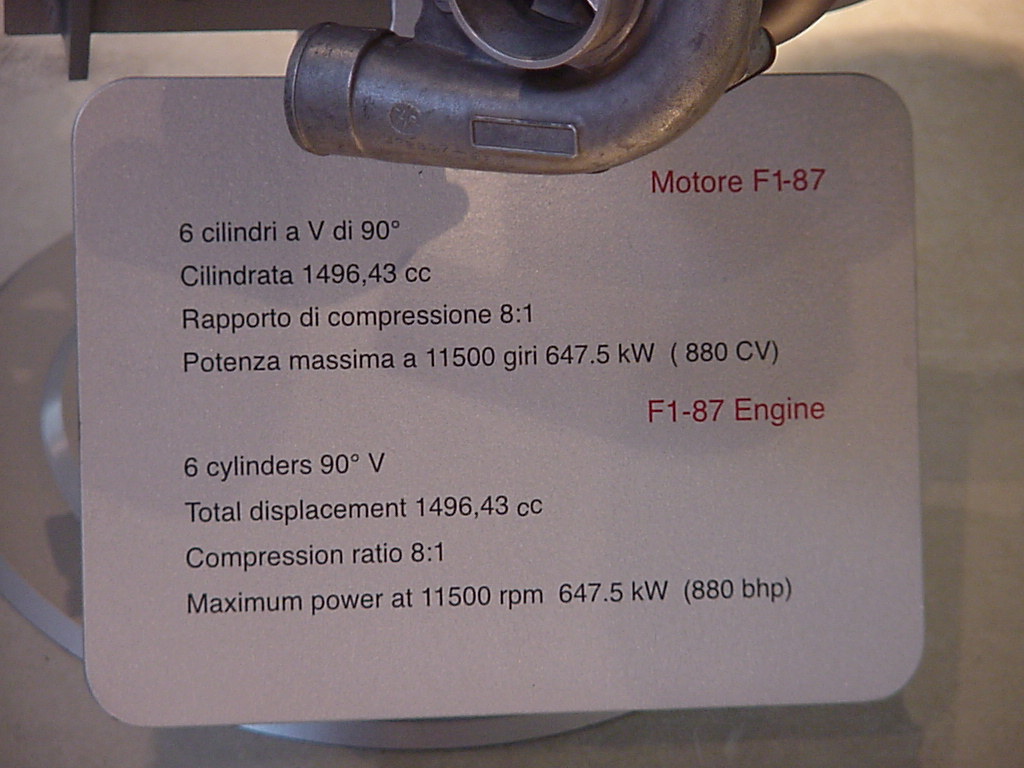 Motore F1-87
6 cilindri a V di 90°
Cilindrata 1496,43 cc
Rapporto di compressione 8:1
Potenza massima a 11500 giri 647.5 kW ( 880 CV)
F1-87 Engine
6 cylinders 90° V
Total displacement 1496,43 cc
Compression ratio 8:1
Maximum power at 11500 rpm 647.5 kW (880 bhp)